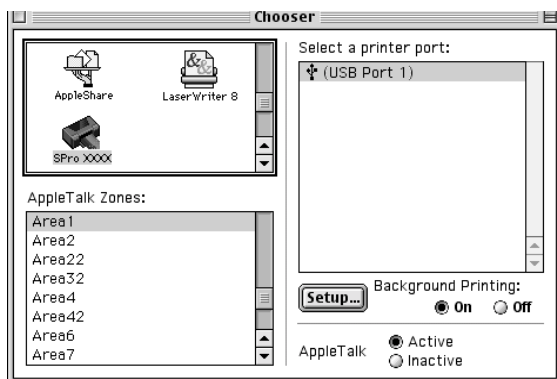 Chooser
AppleShare
LaserWriter 8
SPro XXXX
AppleTalk Zones:
Area1
Area2
Area22
Area32
Area4
Area42
Area6
Area7
Select a printer port:
(USB Port 1)
Setup...
Background Printing:
On Off
AppleTalk
Active
Inactive